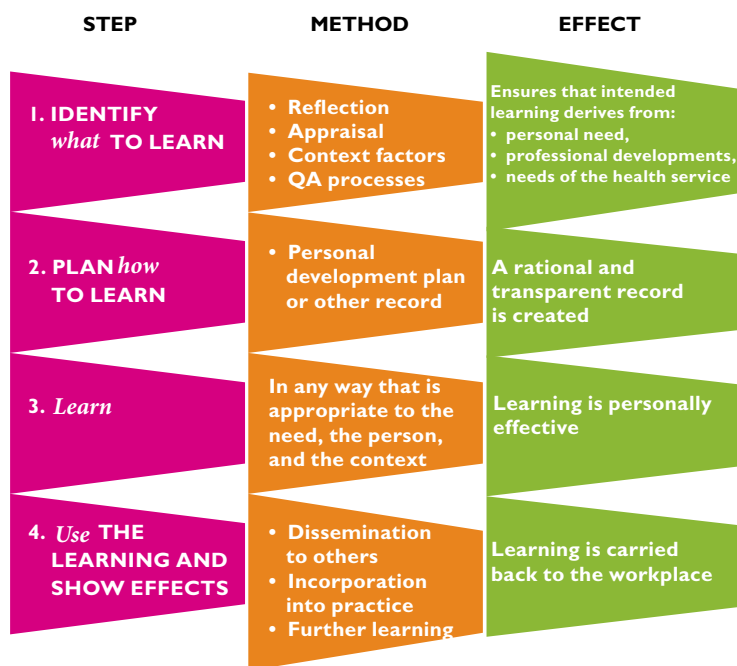 STEP
METHOD
EFFECT
1. IDENTIFY
what TO LEARN
• Reflection
• Appraisal
• Context factors
• QA processes
Ensures that intended
learning derives from:
• personal need,
• professional developments,
• needs of the health service
2. PLAN how
TO LEARN
• Personal
development plan
or other record
A rational and
transparent record
is created
3. Learn
In any way that is
appropriate to the
need, the person,
and the context
Learning is personally
effective
4. Use THE
LEARNING AND
SHOW EFFECTS
• Dissemination
to others
• Incorporation
into practice
• Further learning
Learning is carried
back to the workplace